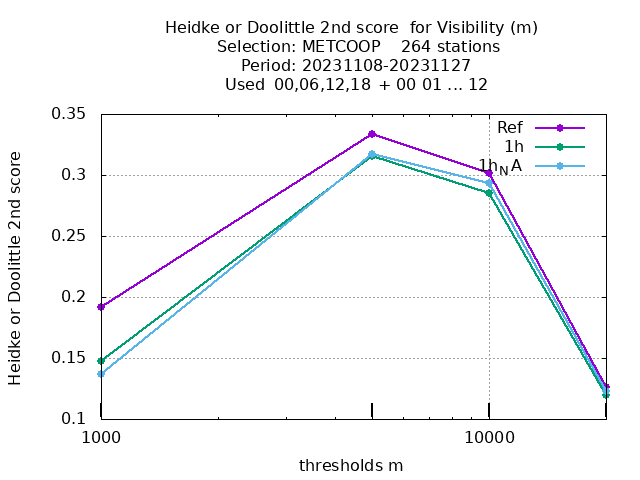 Heidke or Doolittle 2nd score  for Visibility (m)
Selection: METCOOP    264 stations
Period: 20231108-20231127
Used  00,06,12,18 + 00 01 ... 12
0.35
Ref
1h
1h_NA
0.3
0.25
0.2
0.15
0.1
Heidke or Doolittle 2nd score
1000
10000
thresholds m